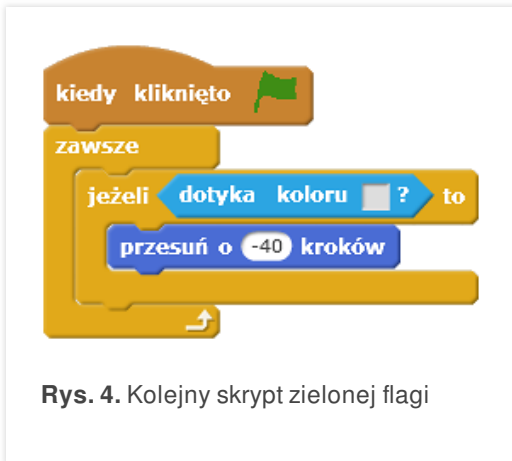 kiedy kliknięto
zawsze
jeżeli dotyka koloru ? to
przesuń o -40 kroków
Rys. 4. Kolejny skrypt zielonej flagi